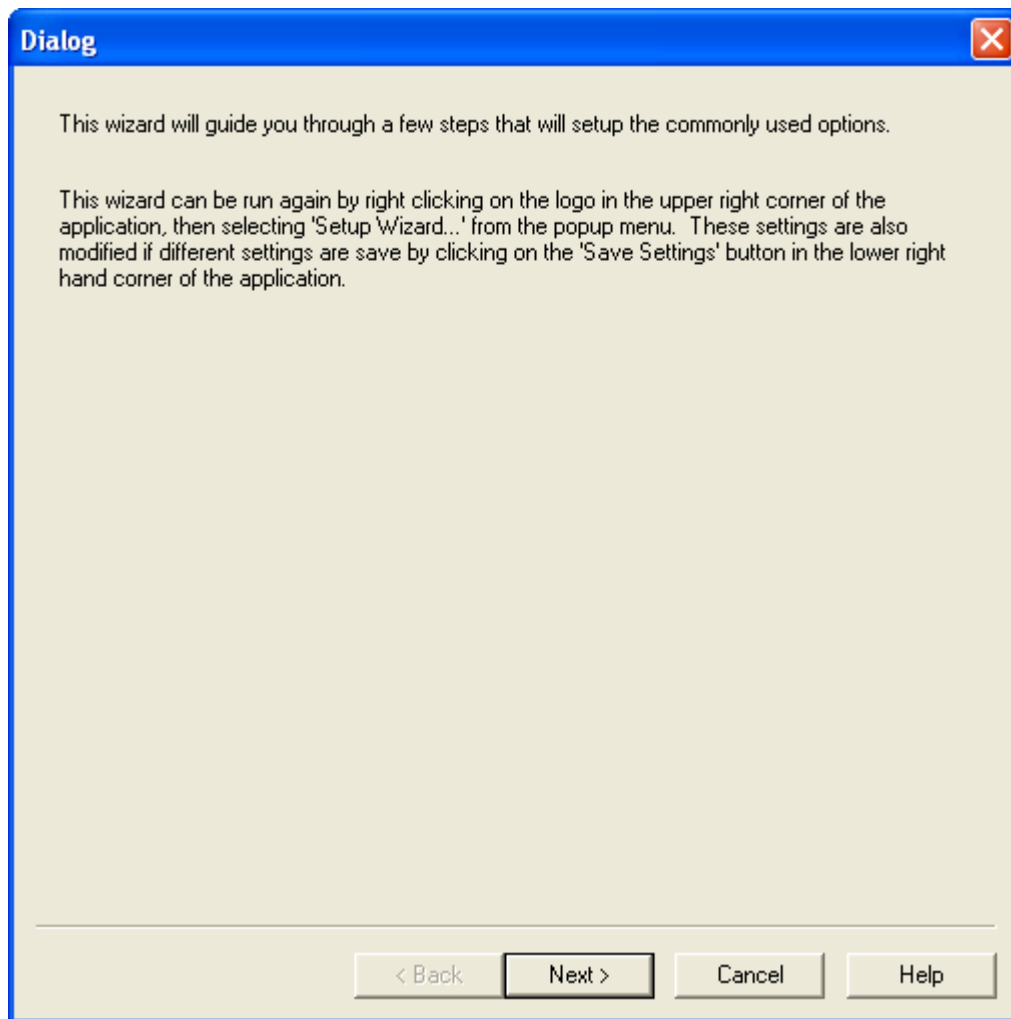 Dialog
This wizard will guide you through a few steps that will setup the commonly used options.
This wizard can be run again by right clicking on the logo in the upper right corner of the
application, then selecting 'Setup Wizard...' from the popup menu.  These settings are also
modified if different settings are save by clicking on the 'Save Settings' button in the lower right
hand corner of the application.
< Back Next > Cancel Help